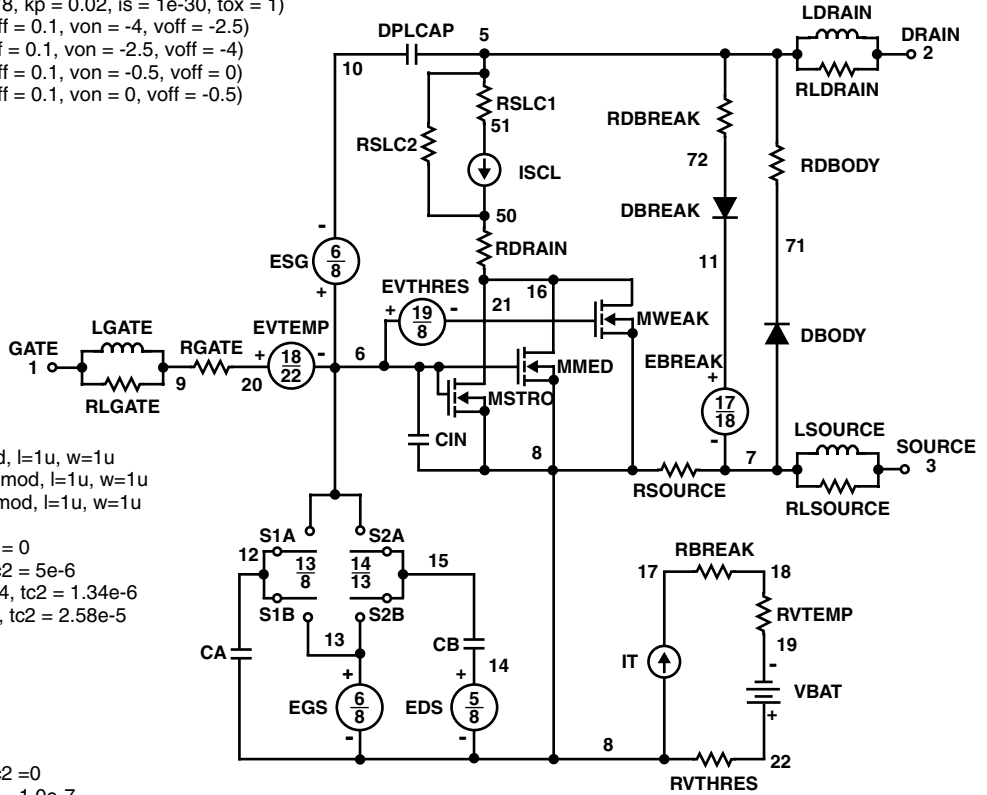 78, kp = 0.02, is = 1e-30, tox = 1)
ff = 0.1, von = -4, voff = -2.5)
f = 0.1, von = -2.5, voff = -4)
ff = 0.1, von = -0.5, voff = 0)
ff = 0.1, von = 0, voff = -0.5)
LDRAIN
DRAIN
2
RLDRAIN
DPLCAP
5
10
RSLC1
51
RSLC2
ISCL
50
RDRAIN
RDBREAK
72
RDBODY
DBREAK
71
11
-
ESG
6
8
+
EVTHRES
+
19
8
-
21
16
MWEAK
LGATE
GATE
1
RLGATE
9
RGATE
20
EVTEMP
+
18
22
-
6
MMED
MSTRO
EBREAK
+
17
18
-
DBODY
CIN
8
7
RSOURCE
LSOURCE
SOURCE
3
RLSOURCE
d, l=1u, w=1u
mod, l=1u, w=1u
mod, l=1u, w=1u
= 0
c2 = 5e-6
4, tc2 = 1.34e-6
, tc2 = 2.58e-5
S1A
S2A
12
13
8
14
13
15
S1B
S2B
13
CA
CB
14
+
EGS
6
8
-
+
EDS
5
8
-
RBREAK
17
18
RVTEMP
19
IT
-
VBAT
+
8
22
RVTHRES
c2 =0
= 1.0e-7